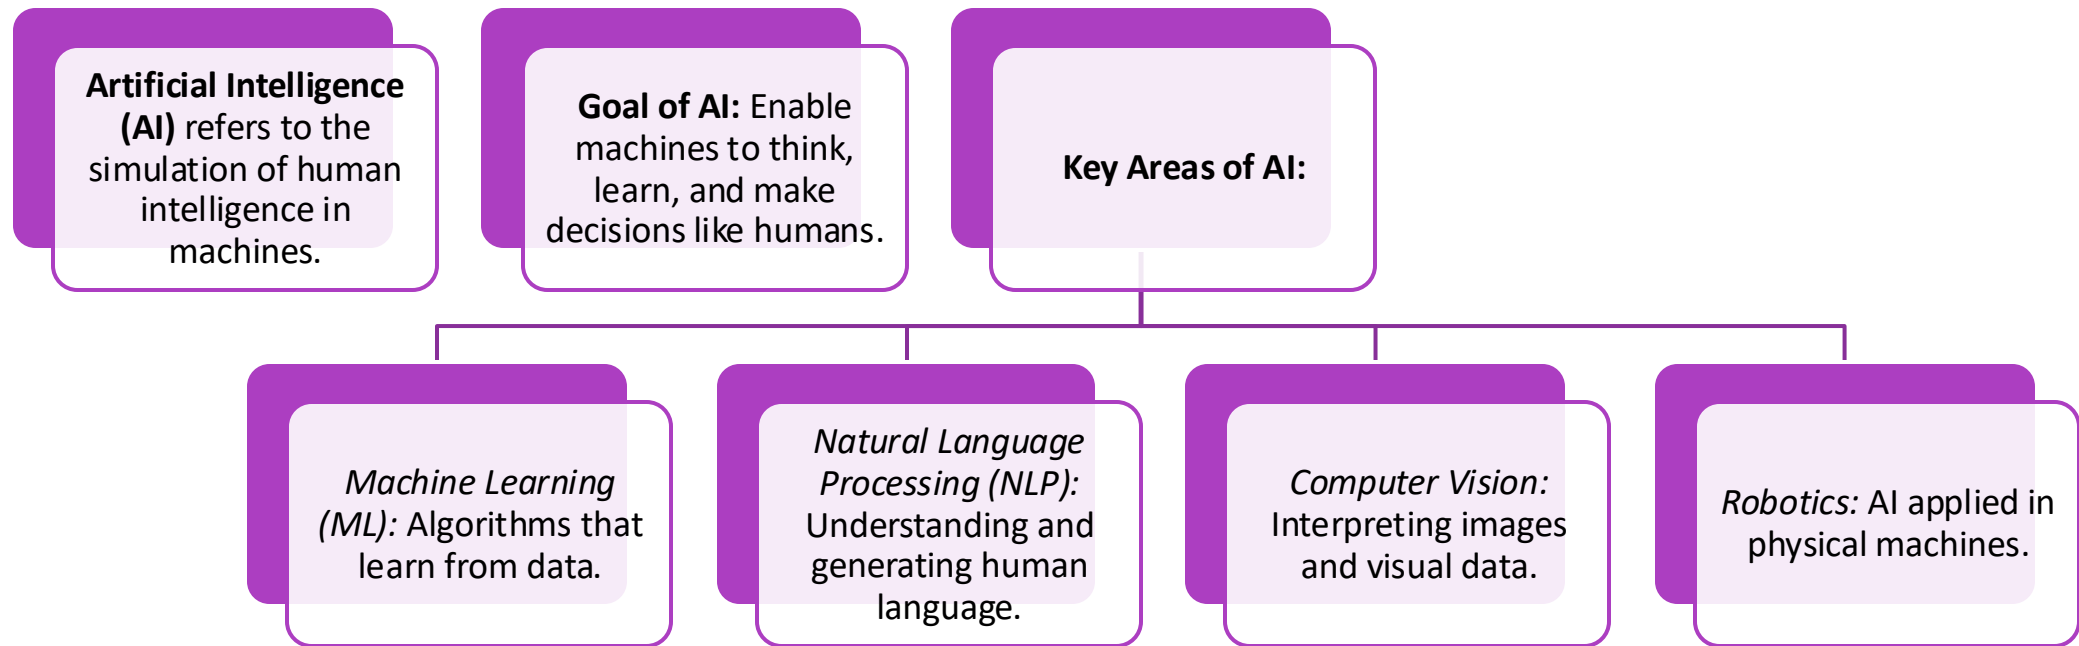 Artificial Intelligence
(AI) refers to the
simulation of human
intelligence in
machines.
Goal of AI: Enable
machines to think,
learn, and make
decisions like humans.
Key Areas of AI:
Machine Learning
(ML): Algorithms that
learn from data.
Natural Language
Processing (NLP):
Understanding and
generating human
language.
Computer Vision:
Interpreting images
and visual data.
Robotics: AI applied in
physical machines.